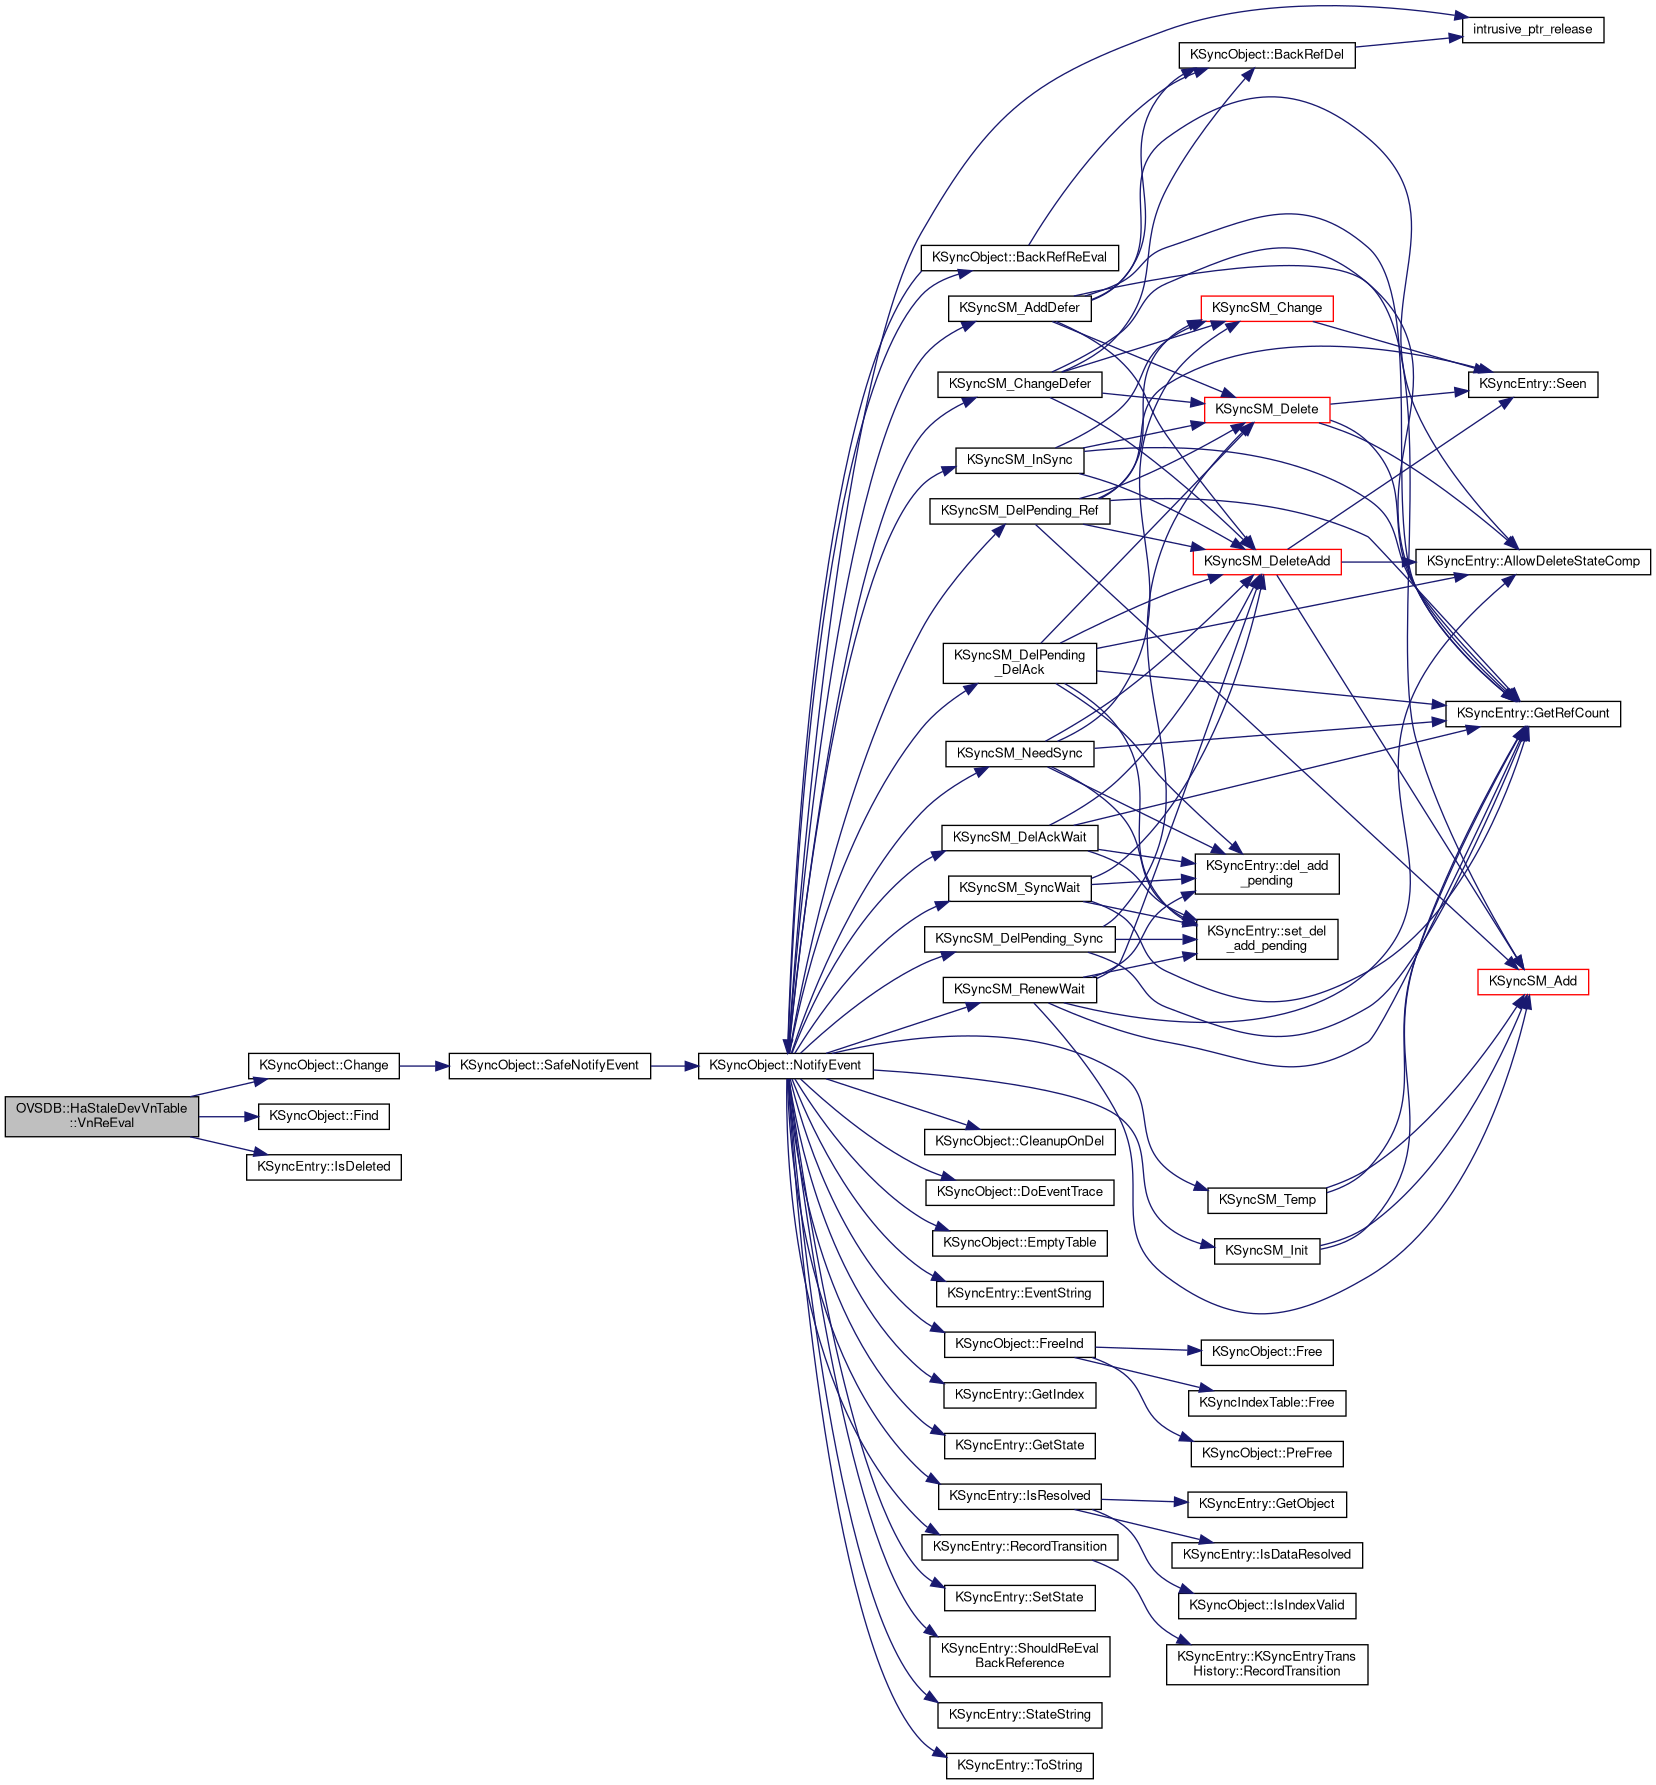 OVSDB::HaStaleDevVnTable
::VnReEval
KSyncObject::Change
KSyncObject::Find
KSyncEntry::IsDeleted
KSyncObject::SafeNotifyEvent
KSyncObject::NotifyEvent
KSyncObject::BackRefReEval
KSyncSM_AddDefer
KSyncSM_ChangeDefer
KSyncSM_InSync
KSyncSM_DelPending_Ref
KSyncSM_DelPending
_DelAck
KSyncSM_NeedSync
KSyncSM_DelAckWait
KSyncSM_SyncWait
KSyncSM_DelPending_Sync
KSyncSM_RenewWait
KSyncObject::CleanupOnDel
KSyncObject::DoEventTrace
KSyncObject::EmptyTable
KSyncEntry::EventString
KSyncObject::FreeInd
KSyncEntry::GetIndex
KSyncEntry::GetState
KSyncEntry::IsResolved
KSyncEntry::RecordTransition
KSyncEntry::SetState
KSyncEntry::ShouldReEval
BackReference
KSyncEntry::StateString
KSyncEntry::ToString
KSyncObject::BackRefDel
KSyncSM_Change
KSyncSM_Delete
KSyncSM_DeleteAdd
KSyncEntry::del_add
_pending
KSyncEntry::set_del
_add_pending
KSyncSM_Temp
KSyncSM_Init
KSyncObject::Free
KSyncIndexTable::Free
KSyncObject::PreFree
KSyncEntry::GetObject
KSyncEntry::IsDataResolved
KSyncObject::IsIndexValid
KSyncEntry::KSyncEntryTrans
History::RecordTransition
intrusive_ptr_release
KSyncEntry::Seen
KSyncEntry::AllowDeleteStateComp
KSyncEntry::GetRefCount
KSyncSM_Add